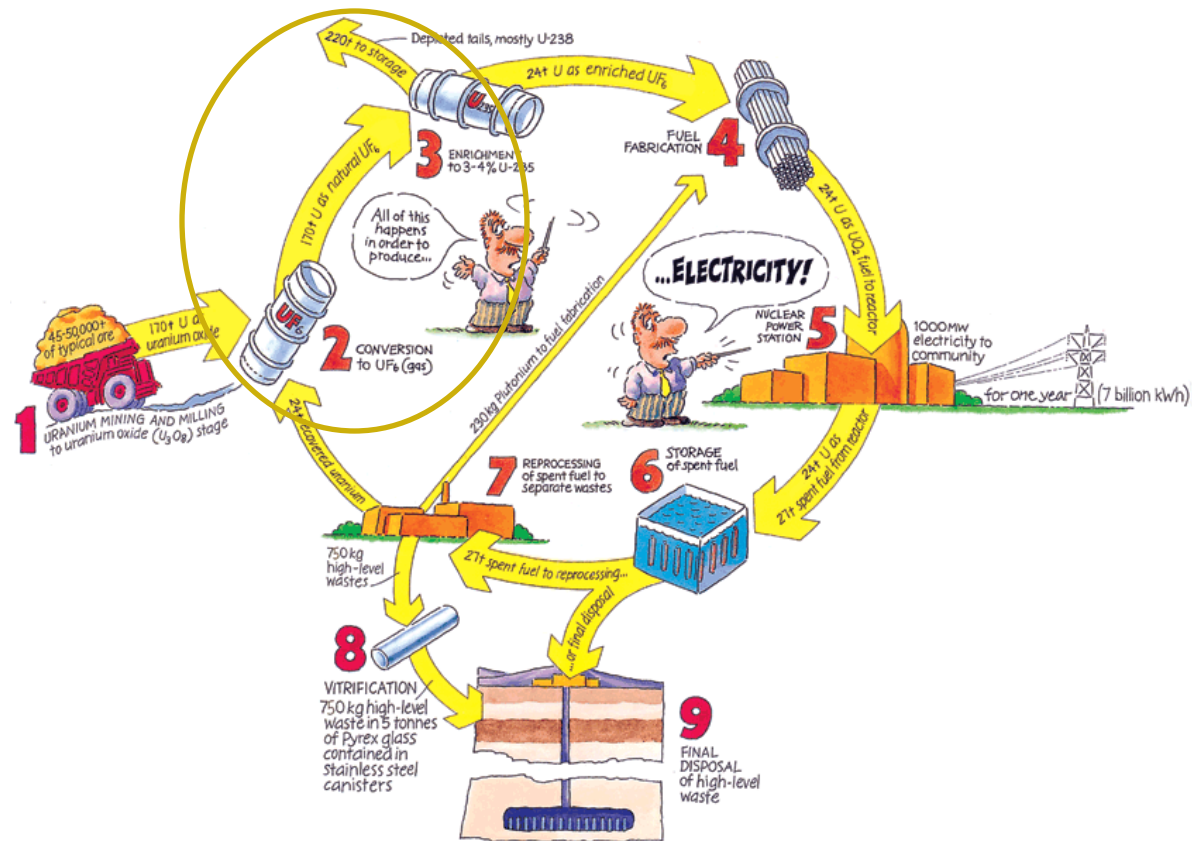 220t to storage
Depleted tails, mostly U-238
U235
24t U as enriched UF6
3 ENRICHMENT
to 3-4% U-235
FUEL
FABRICATION 4
170t U as natural UF6
24t U as UO2 fuel to reactor
All of this
happens
in order to
produce...
...ELECTRICITY!
45-50,000t
of typical ore
170t U as
uranium oxide
UF6
2 CONVERSION
to UF6 (gas)
230kg Plutonium to fuel fabrication
NUCLEAR
POWER
STATION 5
1000MW
electricity to
community
for one year (7 billion kWh)
1 URANIUM MINING AND MILLING
to uranium oxide (U3O8) stage
24t recovered uranium
7 REPROCESSING
of spent fuel to
separate wastes
6 STORAGE
of spent fuel
24t U as
27t spent fuel from reactor
750kg
high-level
wastes
27t spent fuel to reprocessing...
...or final disposal
8
VITRIFICATION
750kg high-level
waste in 5 tonnes
of Pyrex glass
contained in
stainless steel
canisters
9
FINAL
DISPOSAL
of high-level
waste